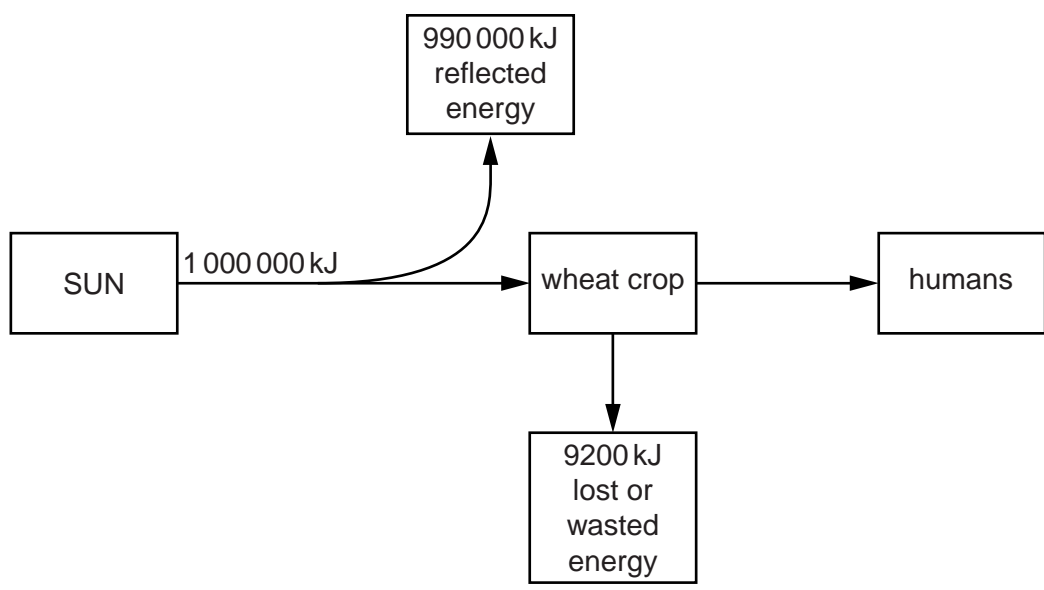 990 000 kJ
reflected
energy
SUN
1 000 000 kJ
wheat crop
humans
9200 kJ
lost or
wasted
energy